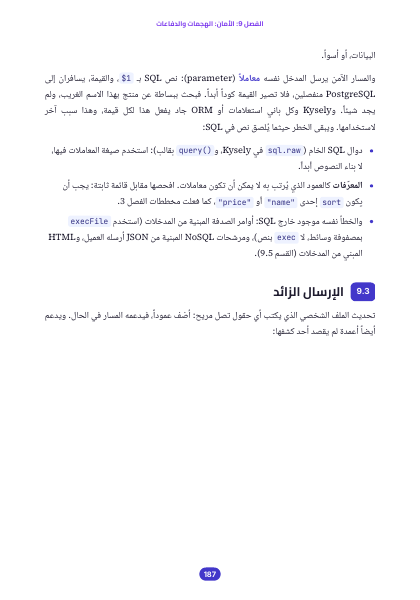 الفصل 9: الأمان: الهجمات والدفاعات
البيانات، أو أسوأ.
والمسار الآمن يرسل المدخل نفسه معاملاً (parameter): نص SQL بـ $1، والقيمة، يسافران إلى
PostgreSQL منفصلين، فلا تصير القيمة كوداً أبداً. فبحث ببساطة عن منتج بهذا الاسم الغريب، ولم
يجد شيئاً. وKysely وكل باني استعلامات أو ORM جاد يفعل هذا لكل قيمة، وهذا سبب آخر
لاستخدامها. ويبقى الخطر حيثما يُلصق نص في SQL:
• دوال SQL الخام (sql.raw في Kysely، و query() بقالب): استخدم صيغة المعاملات فيها،
لا بناء النصوص أبداً.
• المعرّفات كالعمود الذي يُرتب به لا يمكن أن تكون معاملات. افحصها مقابل قائمة ثابتة: يجب أن
يكون sort إحدى "name" أو "price"، كما فعلت مخططات الفصل 3.
• والخطأ نفسه موجود خارج SQL: أوامر الصدفة المبنية من المدخلات (استخدم execFile
بمصفوفة وسائط، لا exec بنص)، ومرشحات NoSQL المبنية من JSON أرسله العميل، وHTML
المبني من المدخلات (القسم 9.5).
9.3 الإرسال الزائد
تحديث الملف الشخصي الذي يكتب أي حقول تصل مريح: أضف عموداً، فيدعمه المسار في الحال. ويدعم
أيضاً أعمدة لم يقصد أحد كشفها:
187